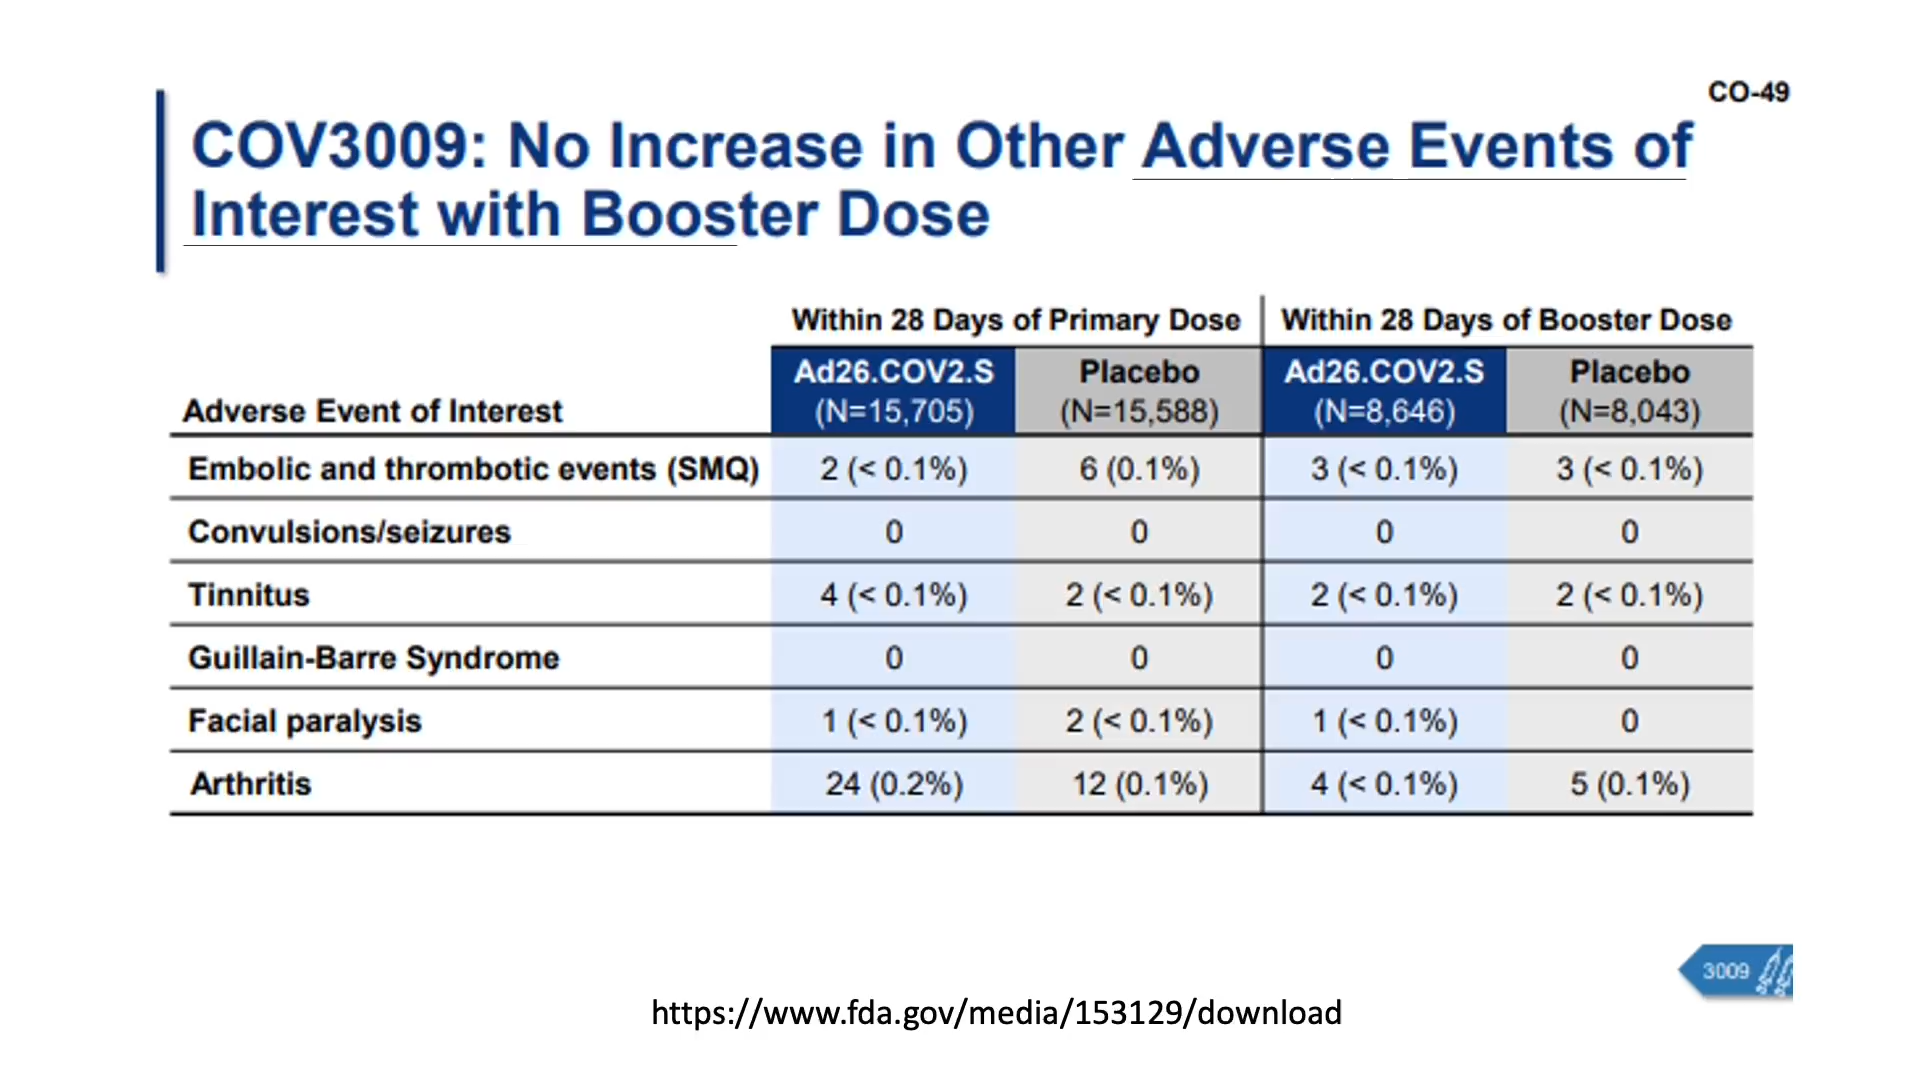 CO-49
COV3009: No Increase in Other Adverse Events of
Interest with Booster Dose
Within 28 Days of Primary Dose Within 28 Days of Booster Dose
Ad26.COV2.S Placebo Ad26.COV2.S Placebo
Adverse Event of Interest (N=15,705) (N=15,588) (N=8,646) (N=8,043)
Embolic and thrombotic events (SMQ) 2 (< 0.1%) 6 (0.1%) 3 (< 0.1%) 3 (< 0.1%)
Convulsions/seizures 0 0 0 0
Tinnitus 4 (< 0.1%) 2 (< 0.1%) 2 (< 0.1%) 2 (< 0.1%)
Guillain-Barre Syndrome 0 0 0 0
Facial paralysis 1 (< 0.1%) 2 (< 0.1%) 1 (< 0.1%) 0
Arthritis 24 (0.2%) 12 (0.1%) 4 (< 0.1%) 5 (0.1%)
3009
https://www.fda.gov/media/153129/download